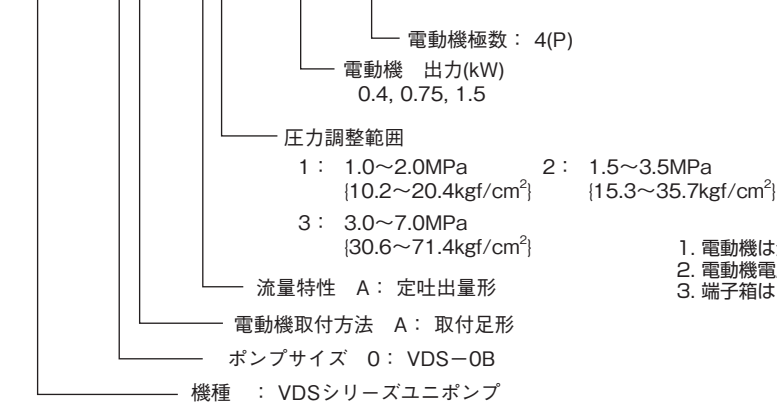 電動機極数： 4(P)
電動機　出力(kW)
0.4, 0.75, 1.5
圧力調整範囲
1： 1.0～2.0MPa　2： 1.5～3.5MPa
{10.2～20.4kgf/cm²}　{15.3～35.7kgf/cm²}
3： 3.0～7.0MPa
{30.6～71.4kgf/cm²}
1. 電動機は
2. 電動機電
3. 端子箱は
流量特性　A： 定吐出量形
電動機取付方法　A： 取付足形
ポンプサイズ　0： VDS－0B
機種　： VDSシリーズユニポンプ